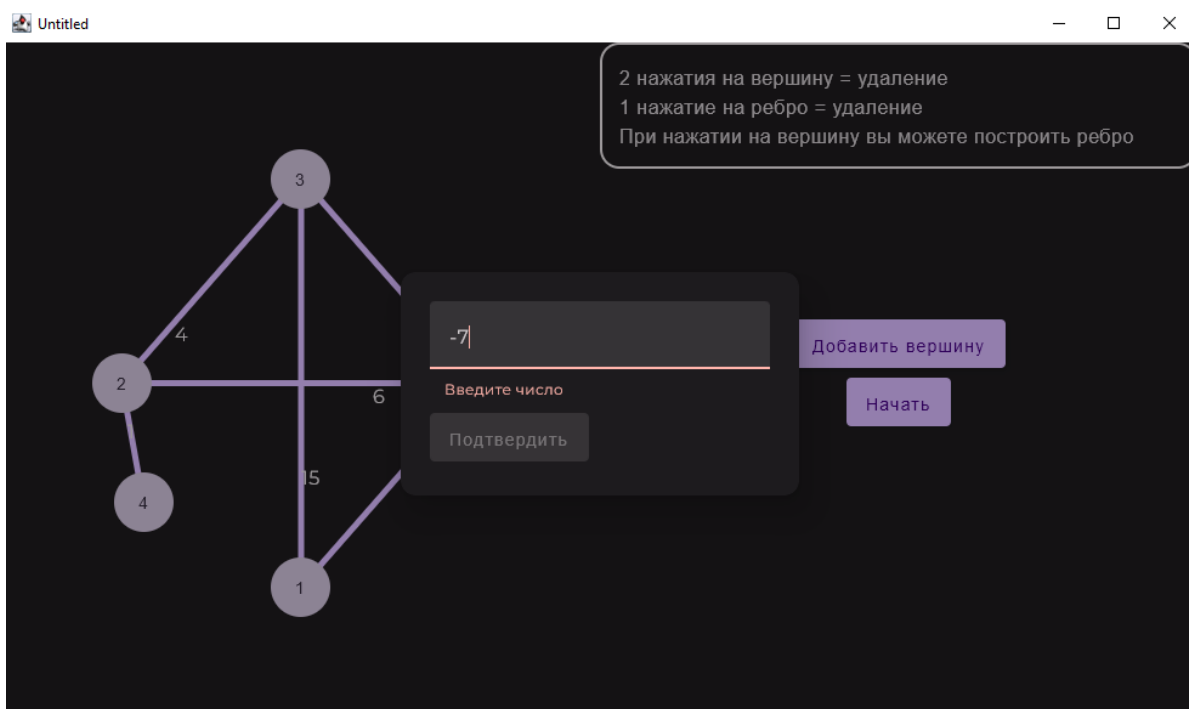 Untitled
2 нажатия на вершину = удаление
1 нажатие на ребро = удаление
При нажатии на вершину вы можете построить ребро
3
4
2
6
15
4
1
-7
Введите число
Подтвердить
Добавить вершину
Начать